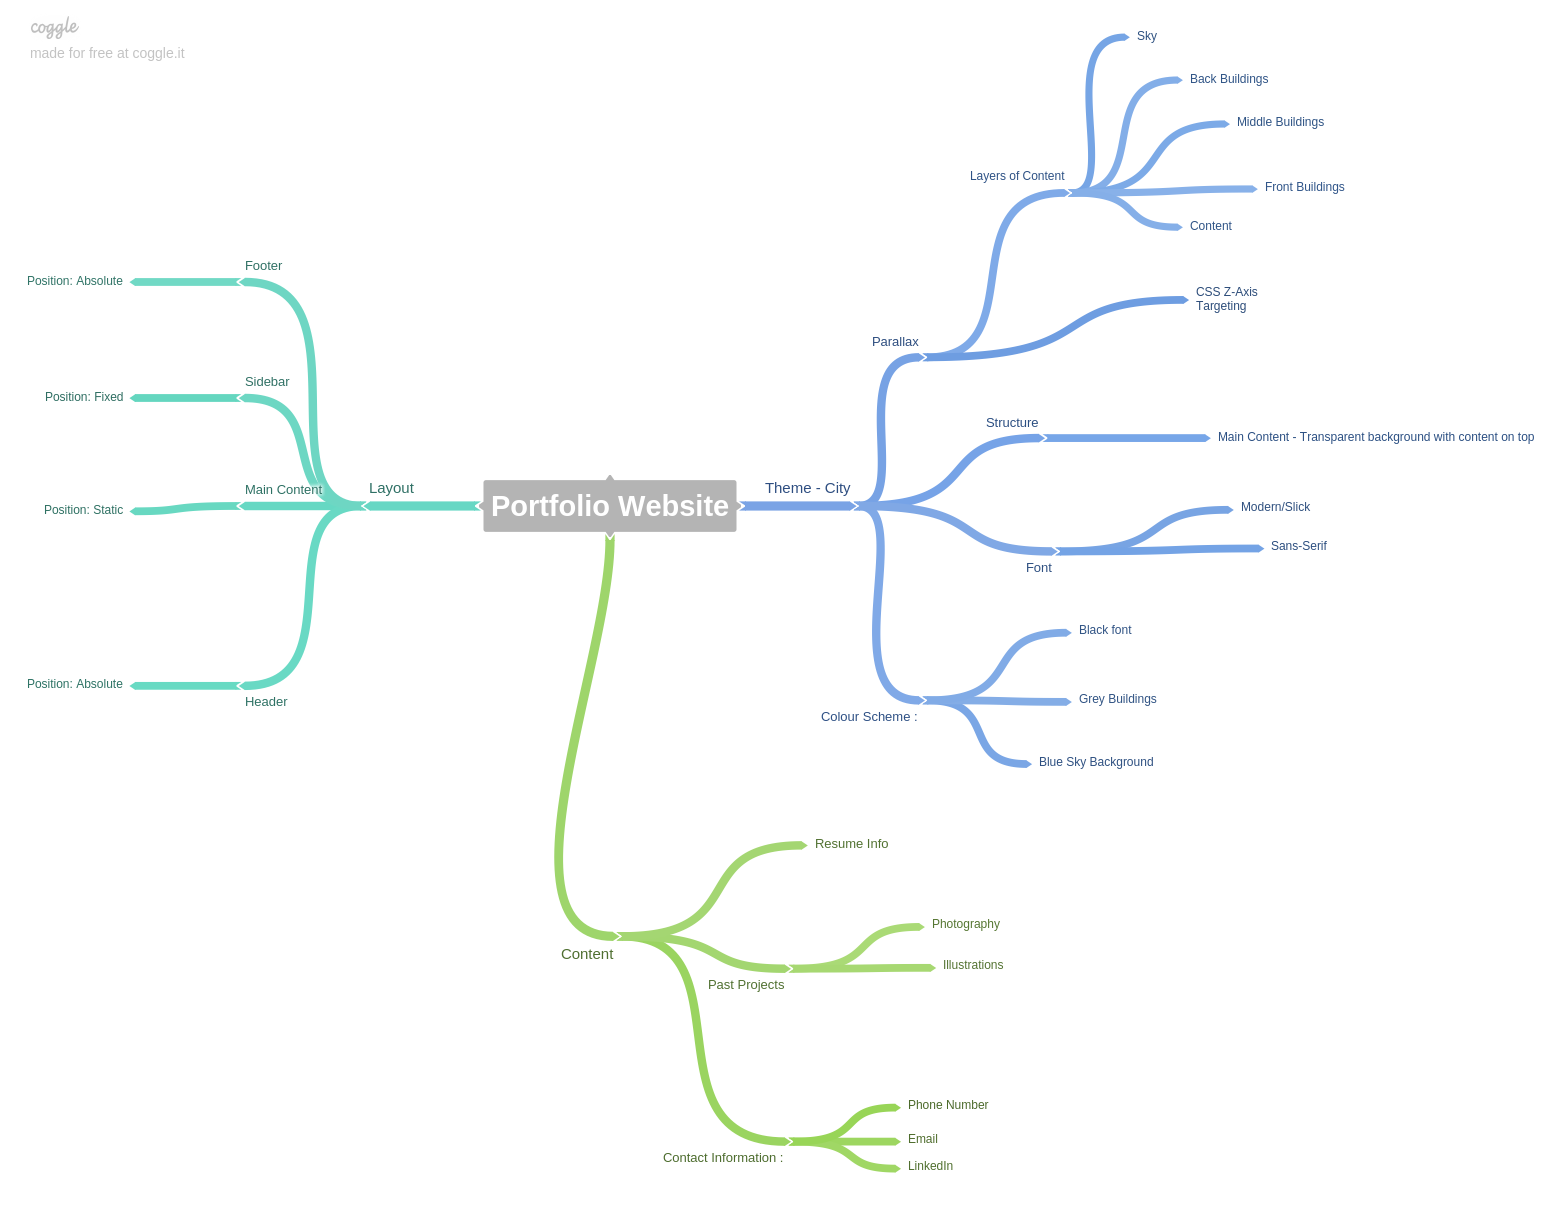 coggle
made for free at coggle.it
Portfolio Website
Theme - City
Parallax
Layers of Content
Sky
Back Buildings
Middle Buildings
Front Buildings
Content
CSS Z-Axis
Targeting
Structure
Main Content - Transparent background with content on top
Font
Modern/Slick
Sans-Serif
Colour Scheme :
Black font
Grey Buildings
Blue Sky Background
Content
Resume Info
Past Projects
Photography
Illustrations
Contact Information :
Phone Number
Email
LinkedIn
Layout
Footer
Position: Absolute
Sidebar
Position: Fixed
Main Content
Position: Static
Header
Position: Absolute